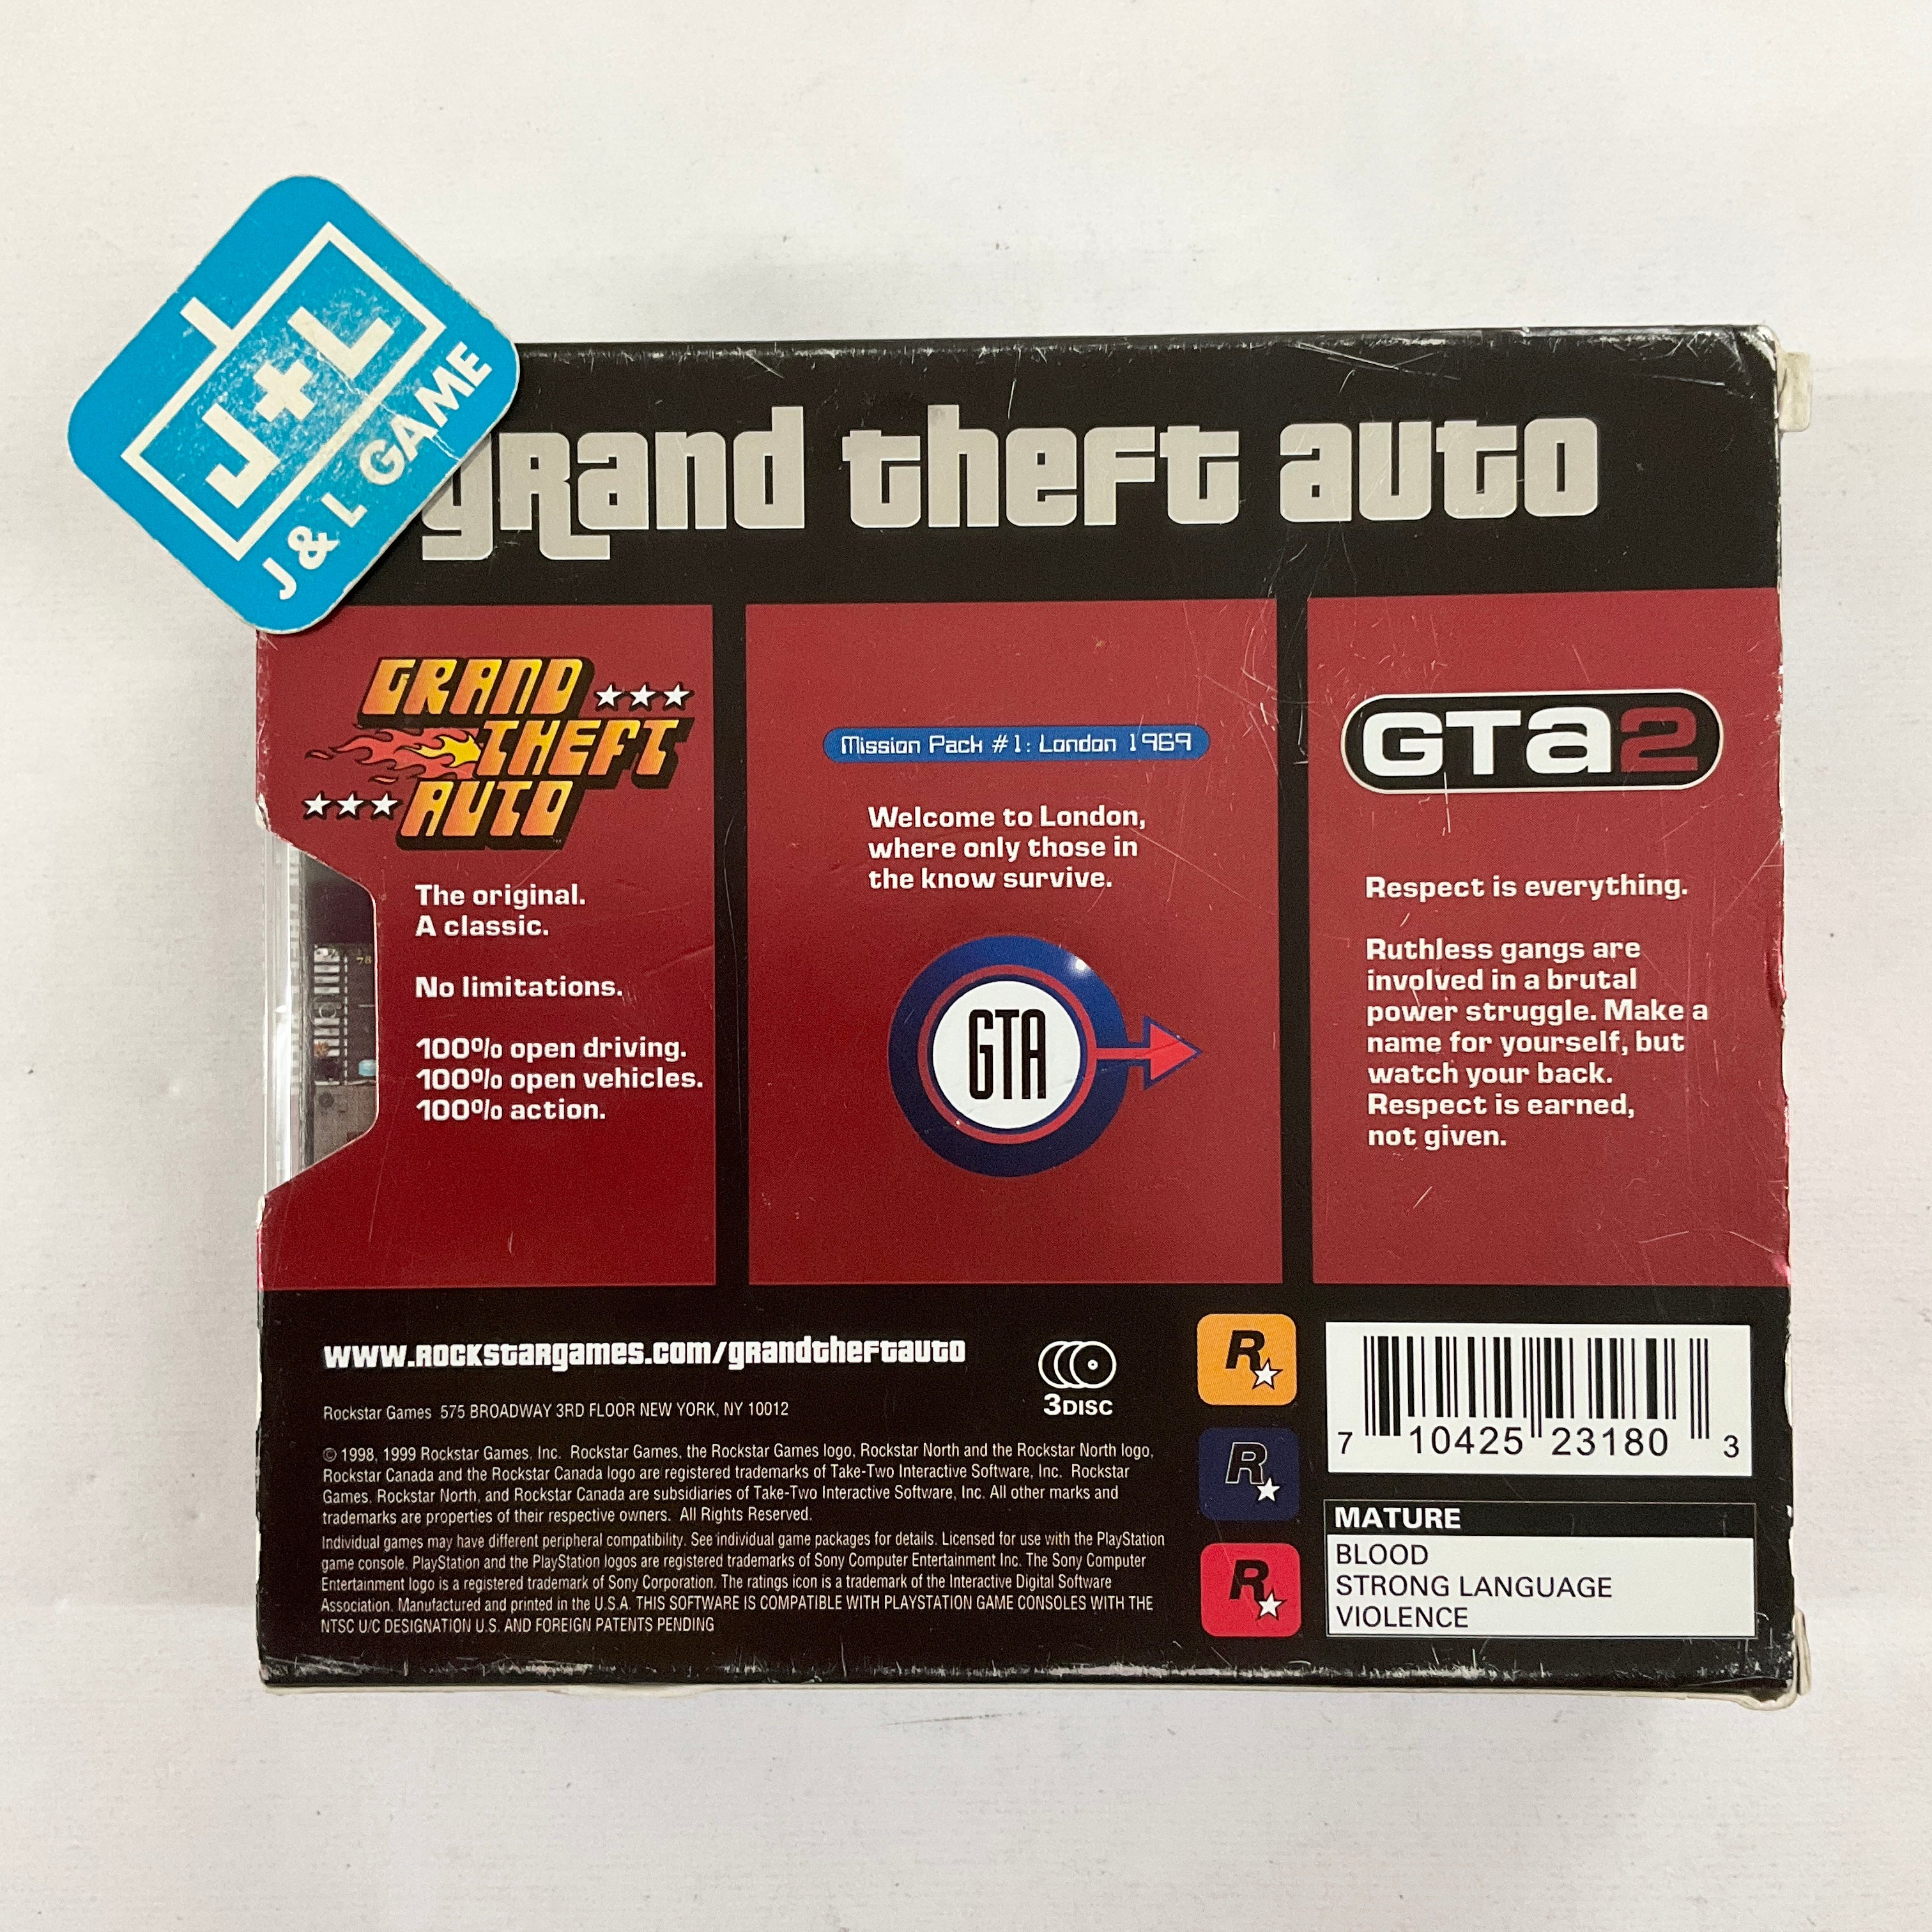 J+L
J & L GAME
grand theft auto
GRAND
THEFT
AUTO
The original.
A classic.
No limitations.
100% open driving.
100% open vehicles.
100% action.
Mission Pack #1: London 1969
Welcome to London,
where only those in
the know survive.
GTA
GTa2
Respect is everything.
Ruthless gangs are
involved in a brutal
power struggle. Make a
name for yourself, but
watch your back.
Respect is earned,
not given.
www.rockstargames.com/grandtheftauto
3DISC
Rockstar Games 575 BROADWAY 3RD FLOOR NEW YORK, NY 10012
© 1998, 1999 Rockstar Games, Inc. Rockstar Games, the Rockstar Games logo, Rockstar North and the Rockstar North logo,
Rockstar Canada and the Rockstar Canada logo are registered trademarks of Take-Two Interactive Software, Inc. Rockstar
Games, Rockstar North, and Rockstar Canada are subsidiaries of Take-Two Interactive Software, Inc. All other marks and
trademarks are properties of their respective owners. All Rights Reserved.
Individual games may have different peripheral compatibility. See individual game packages for details. Licensed for use with the PlayStation
game console. PlayStation and the PlayStation logos are registered trademarks of Sony Computer Entertainment Inc. The Sony Computer
Entertainment logo is a registered trademark of Sony Corporation. The ratings icon is a trademark of the Interactive Digital Software
Association. Manufactured and printed in the U.S.A. THIS SOFTWARE IS COMPATIBLE WITH PLAYSTATION GAME CONSOLES WITH THE
NTSC U/C DESIGNATION U.S. AND FOREIGN PATENTS PENDING
R
R
R
7 10425 23180 3
MATURE
BLOOD
STRONG LANGUAGE
VIOLENCE